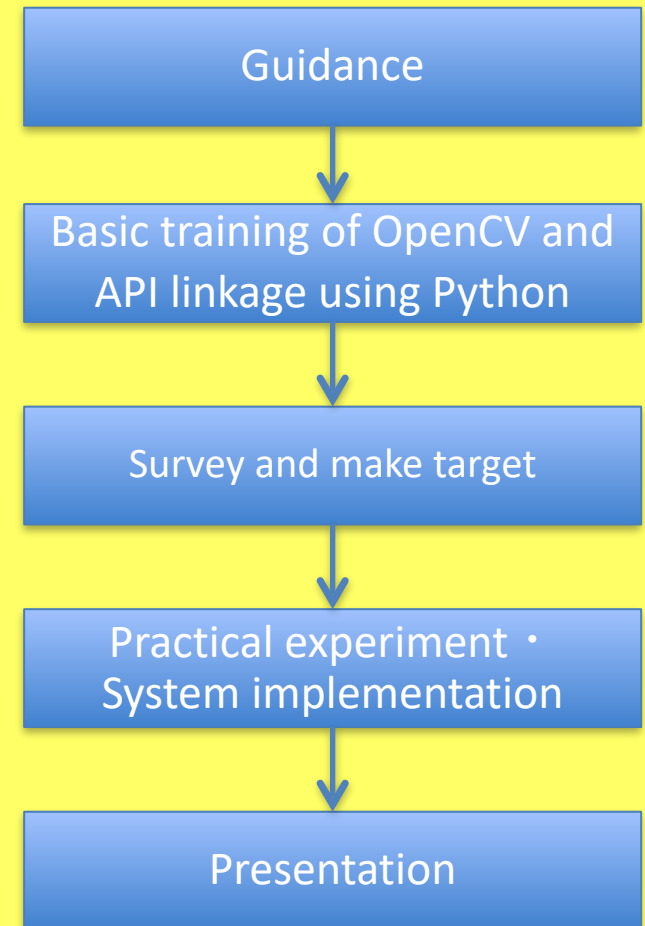 Guidance
Basic training of OpenCV and
API linkage using Python
Survey and make target
Practical experiment・
System implementation
Presentation